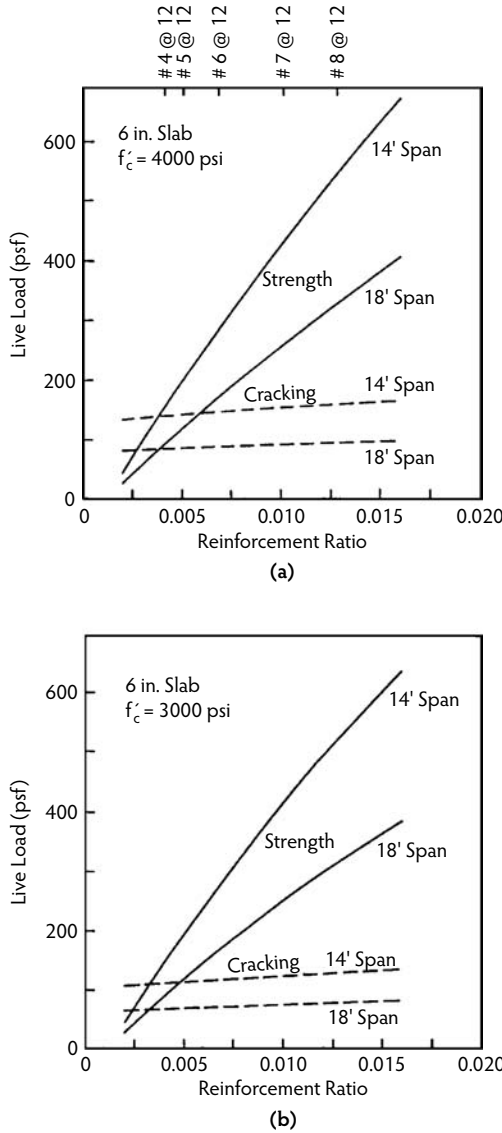 # 4 @ 12
# 5 @ 12
# 6 @ 12
# 7 @ 12
# 8 @ 12
600
400
200
0
Live Load (psf)
6 in. Slab
f′c = 4000 psi
14' Span
Strength
18' Span
Cracking
14' Span
18' Span
0
0.005
0.010
0.015
0.020
Reinforcement Ratio
(a)
600
400
200
0
Live Load (psf)
6 in. Slab
f′c = 3000 psi
14' Span
Strength
18' Span
Cracking
14' Span
18' Span
0
0.005
0.010
0.015
0.020
Reinforcement Ratio
(b)